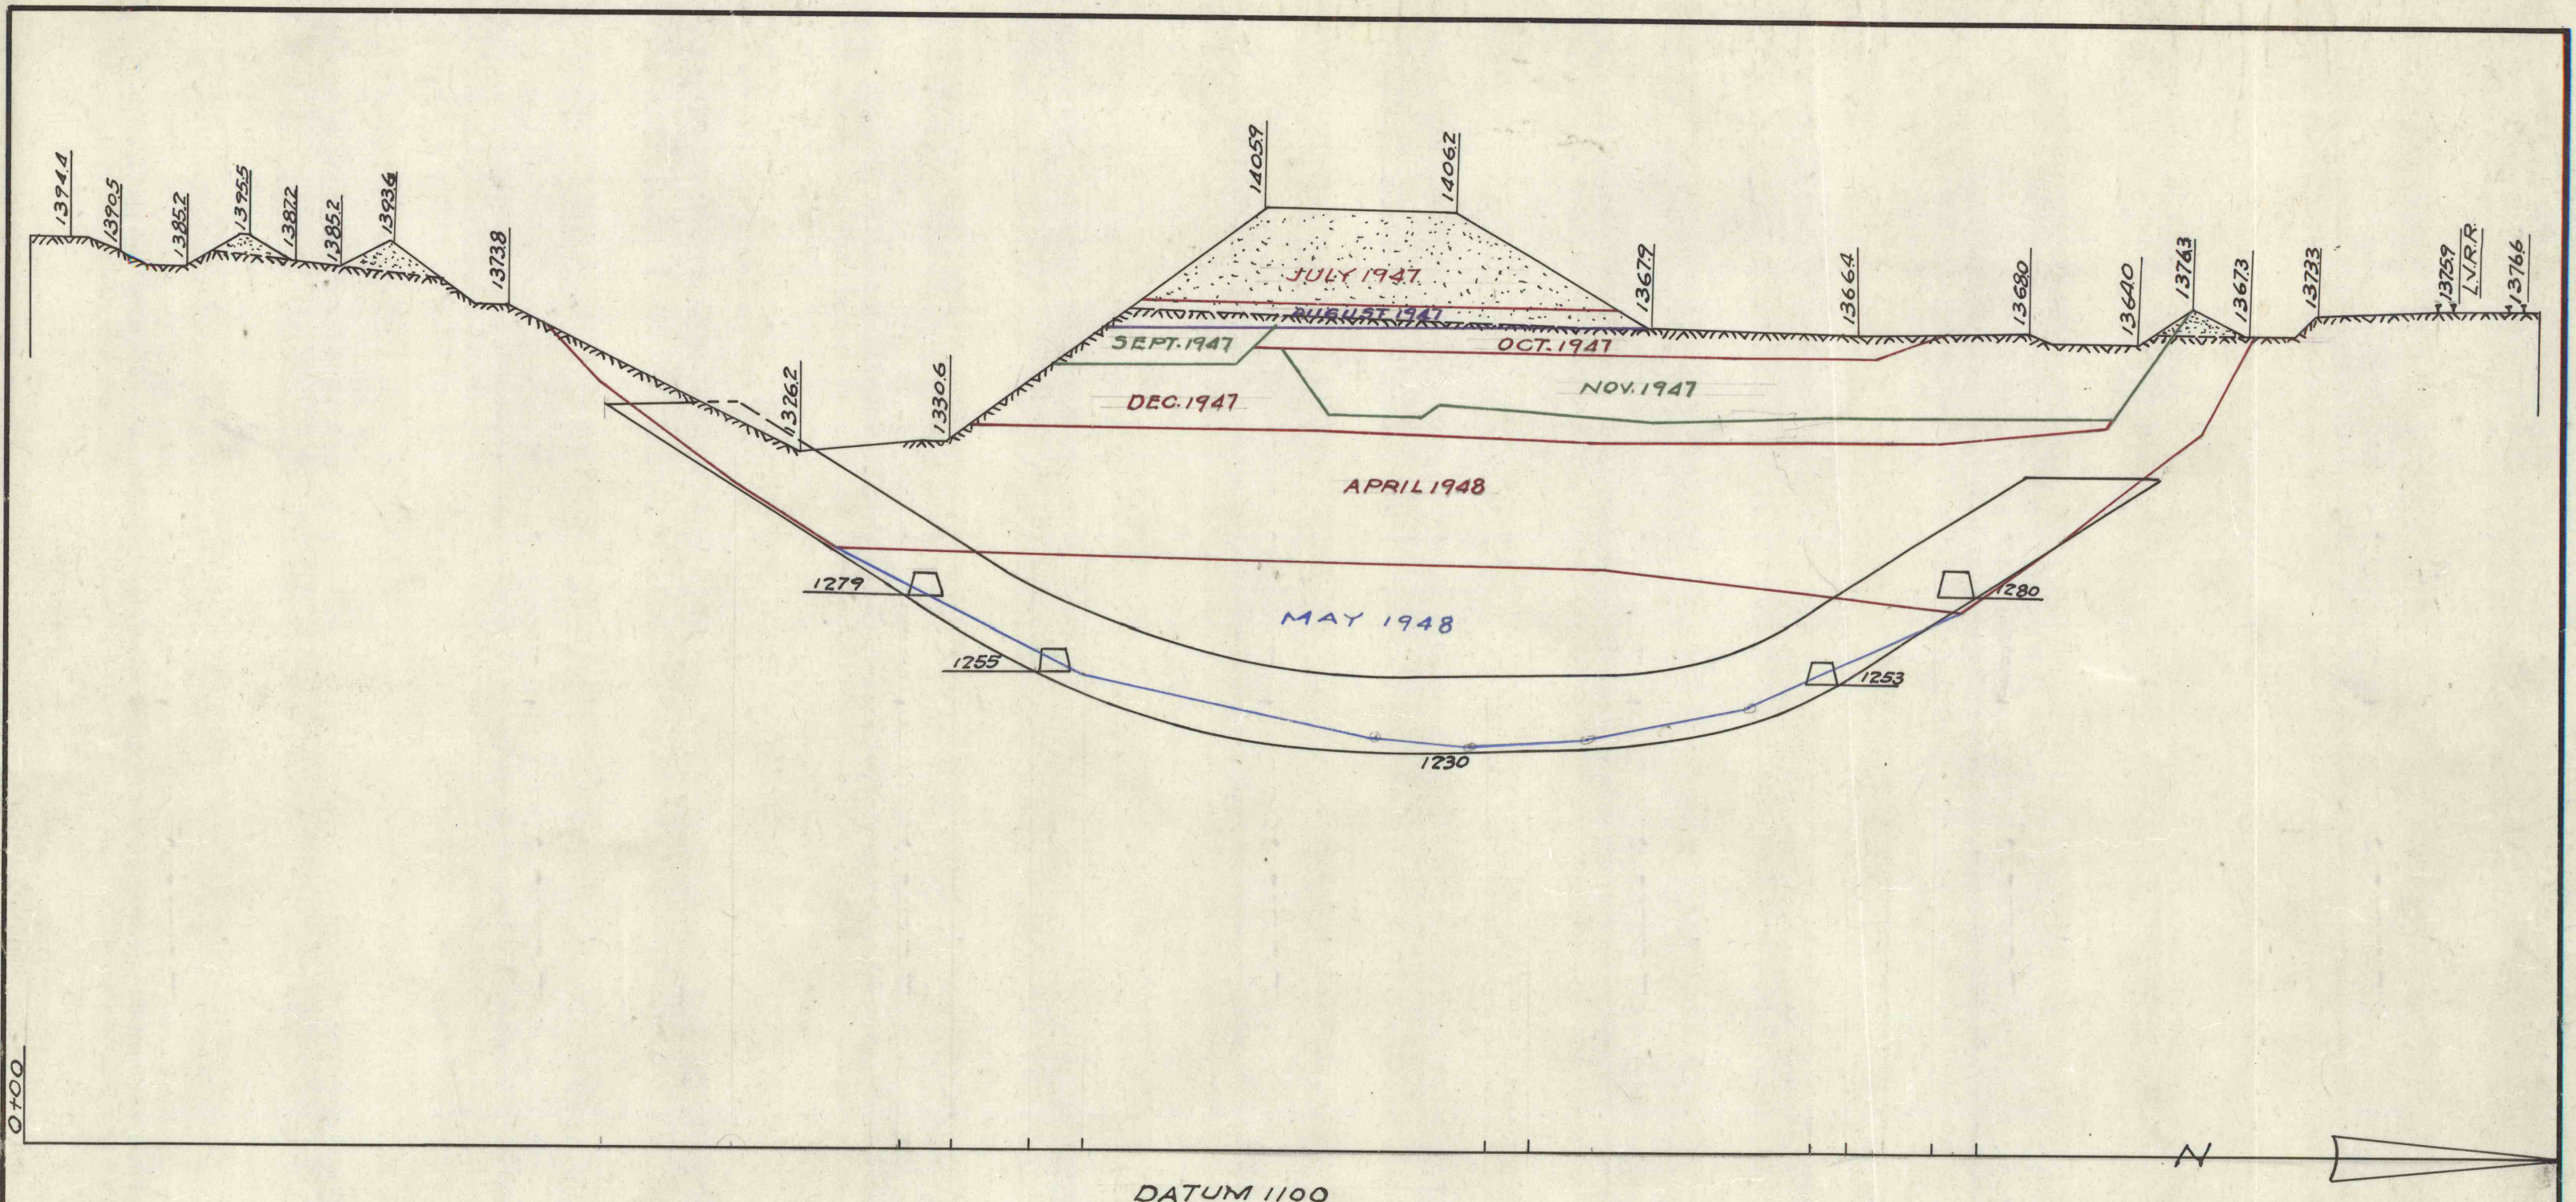 1394.4
1390.5
1385.2
1395.5
1387.2
1385.2
1393.6
1373.8
1326.2
1330.6
1405.9
1406.2
1367.9
1366.4
1368.0
1364.0
1376.3
1367.3
1373.3
1375.9
L.V.R.R.
1376.6
JULY 1947
AUGUST 1947
SEPT. 1947
OCT. 1947
DEC. 1947
NOV. 1947
APRIL 1948
MAY 1948
1279
1280
1255
1253
1230
0+00
N
DATUM 1100